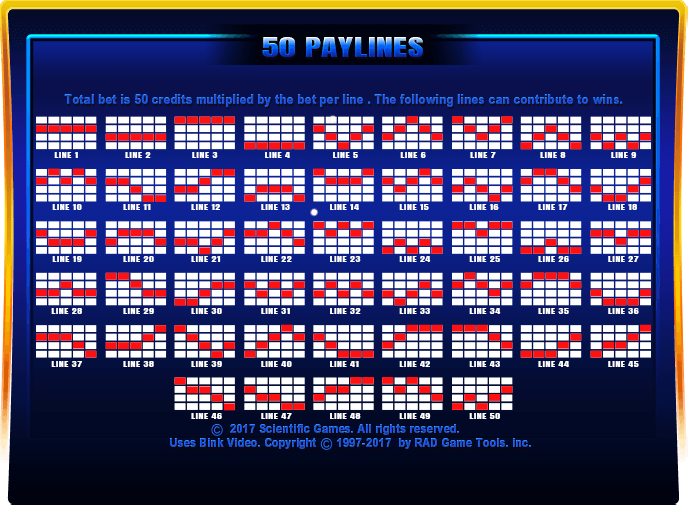 50 PAYLINES
Total bet is 50 credits multiplied by the bet per line . The following lines can contribute to wins.
LINE 1 LINE 2 LINE 3 LINE 4 LINE 5 LINE 6 LINE 7 LINE 8 LINE 9
LINE 10 LINE 11 LINE 12 LINE 13 LINE 14 LINE 15 LINE 16 LINE 17 LINE 18
LINE 19 LINE 20 LINE 21 LINE 22 LINE 23 LINE 24 LINE 25 LINE 26 LINE 27
LINE 28 LINE 29 LINE 30 LINE 31 LINE 32 LINE 33 LINE 34 LINE 35 LINE 36
LINE 37 LINE 38 LINE 39 LINE 40 LINE 41 LINE 42 LINE 43 LINE 44 LINE 45
LINE 46 LINE 47 LINE 48 LINE 49 LINE 50
© 2017 Scientific Games. All rights reserved.
Uses Bink Video. Copyright © 1997-2017 by RAD Game Tools. Inc.